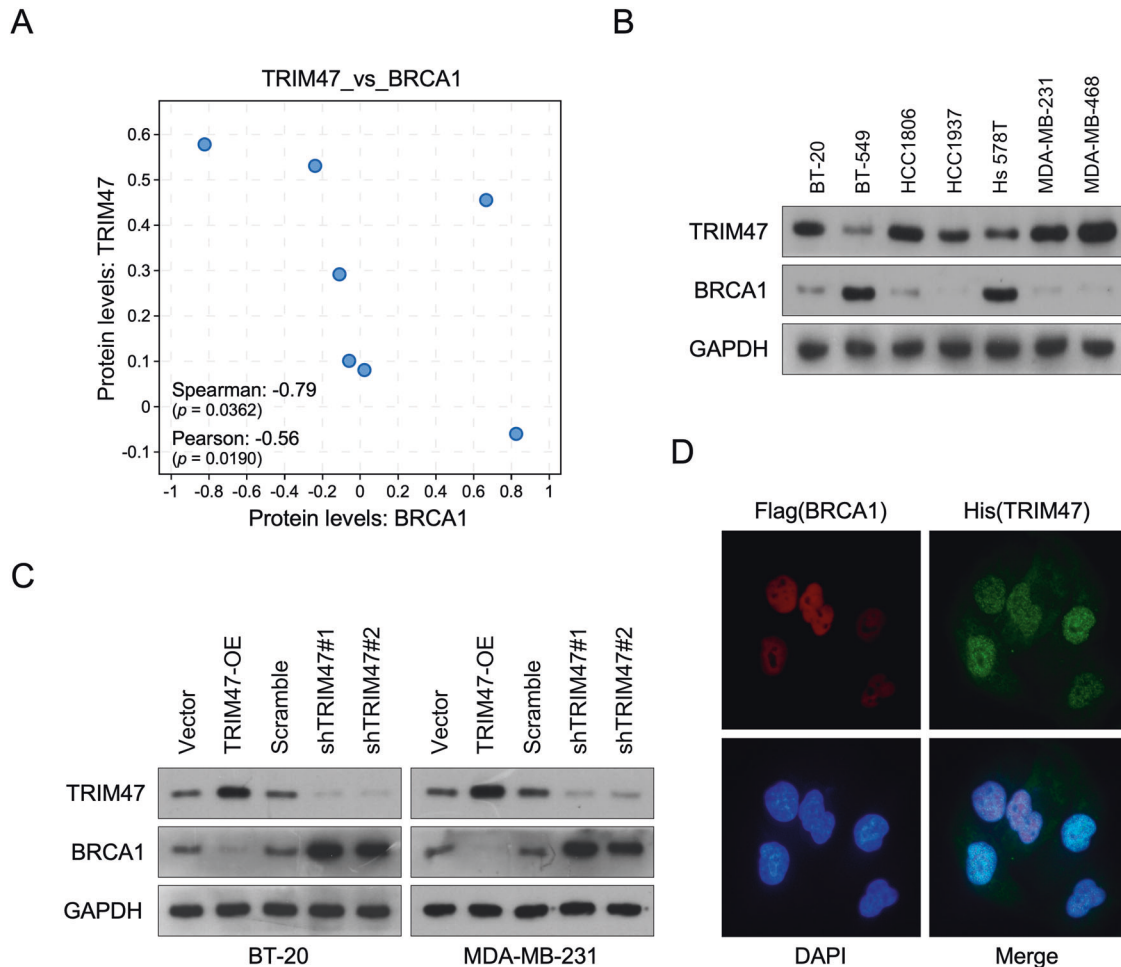 A
TRIM47_vs_BRCA1
Protein levels: TRIM47
0.6
0.5
0.4
0.3
0.2
0.1
0
-0.1
Spearman: -0.79
(p = 0.0362)
Pearson: -0.56
(p = 0.0190)
-1 -0.8 -0.6 -0.4 -0.2 0 0.2 0.4 0.6 0.8 1
Protein levels: BRCA1
B
BT-20
BT-549
HCC1806
HCC1937
Hs 578T
MDA-MB-231
MDA-MB-468
TRIM47
BRCA1
GAPDH
C
Vector
TRIM47-OE
Scramble
shTRIM47#1
shTRIM47#2
Vector
TRIM47-OE
Scramble
shTRIM47#1
shTRIM47#2
TRIM47
BRCA1
GAPDH
BT-20 MDA-MB-231
D
Flag(BRCA1) His(TRIM47)
DAPI Merge